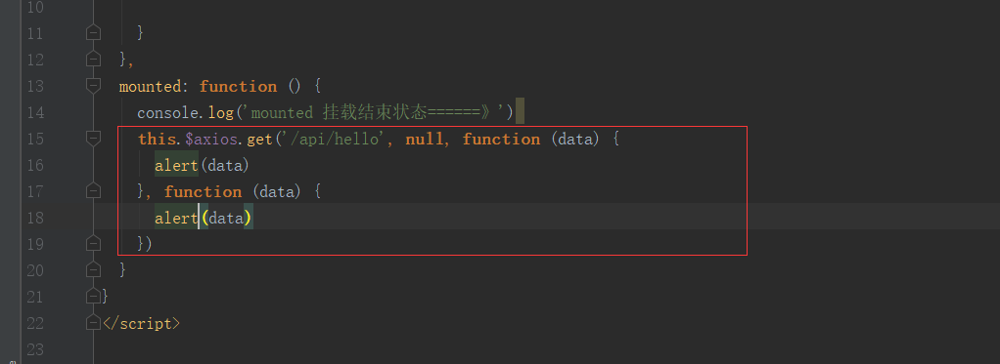 10
11 }
12 },
13 mounted: function () {
14 console.log('mounted 挂载结束状态======》')
15 this.$axios.get('/api/hello', null, function (data) {
16 alert(data)
17 }, function (data) {
18 alert(data)
19 })
20 }
21 }
22 </script>
23